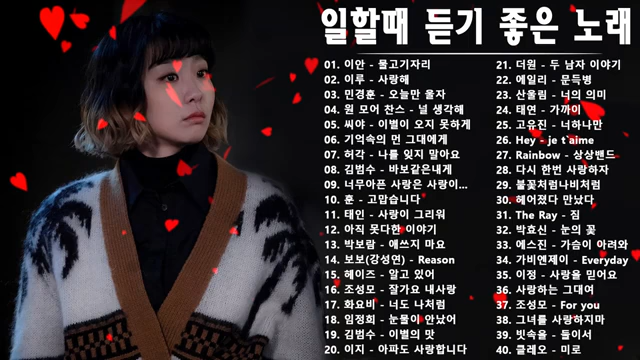 일할때 듣기 좋은 노래
01. 이안 - 물고기자리
02. 이루 - 사랑해
03. 민경훈 - 오늘만 울자
04. 원 모어 찬스 - 널 생각해
05. 씨야 - 이별이 오지 못하게
06. 기억속의 먼 그대에게
07. 허각 - 나를 잊지 말아요
08. 김범수 - 바보같은내게
09. 너무아픈 사랑은 사랑이...
10. 훈 - 고맙습니다
11. 태인 - 사랑이 그리워
12. 아직 못다한 이야기
13. 박보람 - 애쓰지 마요
14. 보보(강성연) - Reason
15. 헤이즈 - 알고 있어
16. 조성모 - 잘가요 내사랑
17. 화요비 - 너도 나처럼
18. 임정희 - 눈물이 안났어
19. 김범수 - 이별의 맛
20. 이지 - 아파도 사랑합니다
21. 더원 - 두 남자 이야기
22. 에일리 - 문득병
23. 산울림 - 너의 의미
24. 태연 - 가까이
25. 고유진 - 너하나만
26. Hey - je t`aime
27. Rainbow - 상상밴드
28. 다시 한번 사랑하자
29. 불꽃처럼나비처럼
30. 헤어졌다 만났다
31. The Ray - 짐
32. 박효신 - 눈의 꽃
33. 애스진 - 가슴이 아려와
34. 가비엔제이 - Everyday
35. 이정 - 사랑을 믿어요
36. 사랑하는 그대여
37. 조성모 - For you
38. 그녀를 사랑하지마
39. 빗속을 - 둘이서
40. 클레오 - 미로